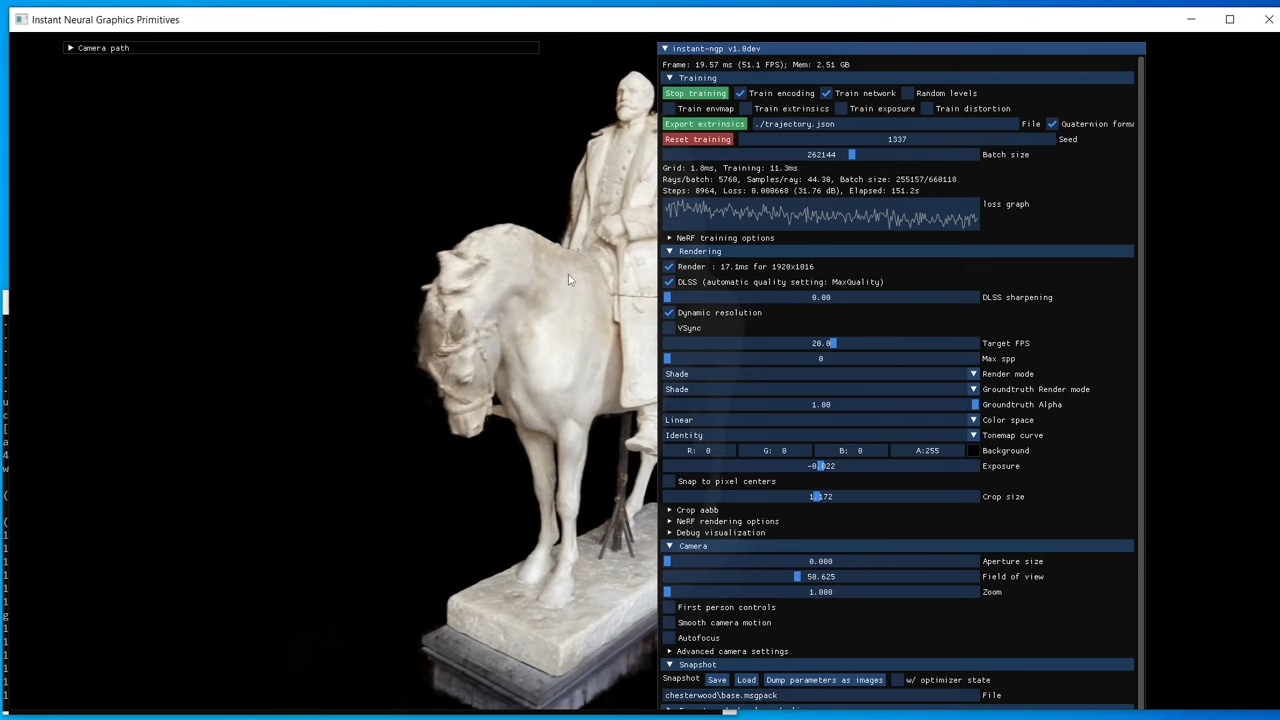 Instant Neural Graphics Primitives
Camera path
instant-ngp v1.0dev
Frame: 19.57 ms (51.1 FPS); Mem: 2.51 GB
Training
Stop training Train encoding Train network Random levels
Train envmap Train extrinsics Train exposure Train distortion
Export extrinsics ./trajectory.json File Quaternion forma
Reset training 1337 Seed
262144 Batch size
Grid: 1.8ms, Training: 11.3ms
Rays/batch: 5760, Samples/ray: 44.30, Batch size: 255157/660118
Steps: 8964, Loss: 0.000668 (31.76 dB), Elapsed: 151.2s
loss graph
NeRF training options
Rendering
Render : 17.1ms for 1920x1016
DLSS (automatic quality setting: MaxQuality)
0.00 DLSS sharpening
Dynamic resolution
VSync
20.0 Target FPS
0 Max spp
Shade Render mode
Shade Groundtruth Render mode
1.00 Groundtruth Alpha
Linear Color space
Identity Tonemap curve
R: 0 G: 0 B: 0 A:255 Background
-0.022 Exposure
Snap to pixel centers
1.172 Crop size
Crop aabb
NeRF rendering options
Debug visualization
Camera
0.000 Aperture size
50.625 Field of view
1.000 Zoom
First person controls
Smooth camera motion
Autofocus
Advanced camera settings
Snapshot
Snapshot Save Load Dump parameters as images w/ optimizer state
chesterwood\base.msgpack File